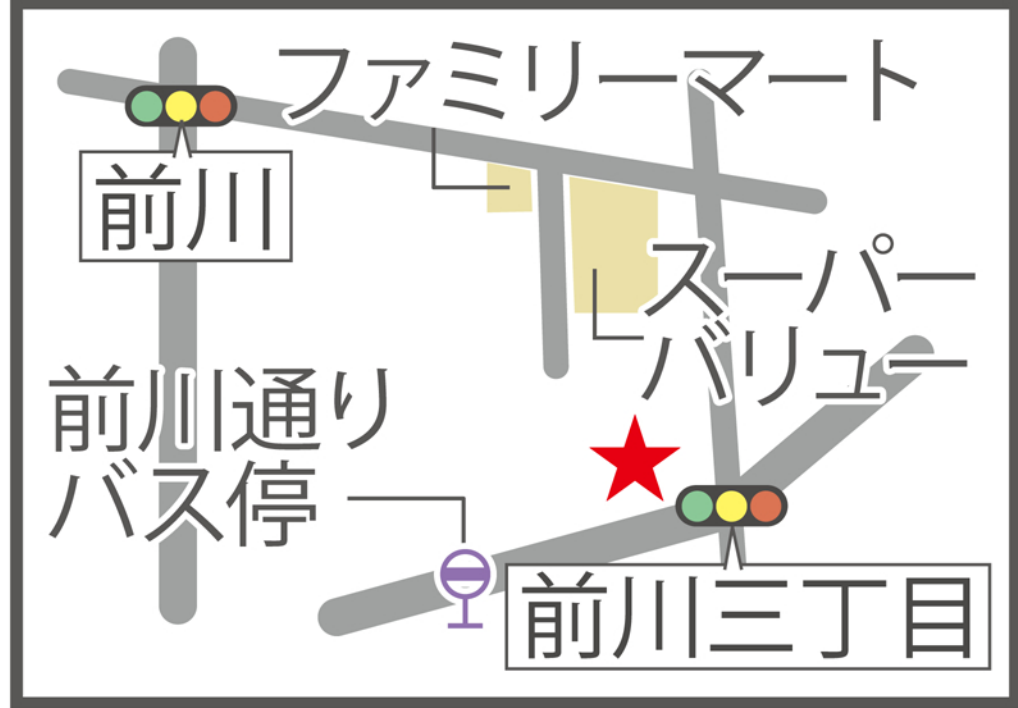 ファミリーマート
前川
スーパー
バリュー
前川通り
バス停
前川三丁目